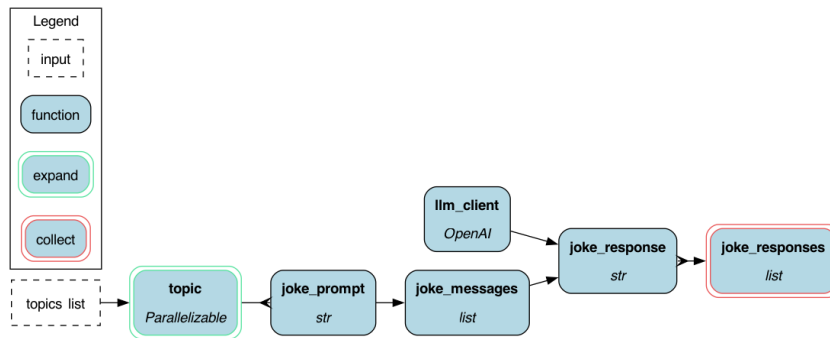 Legend
input
function
expand
collect
topics list
topic
Parallelizable
joke_prompt
str
llm_client
OpenAI
joke_messages
list
joke_response
str
joke_responses
list